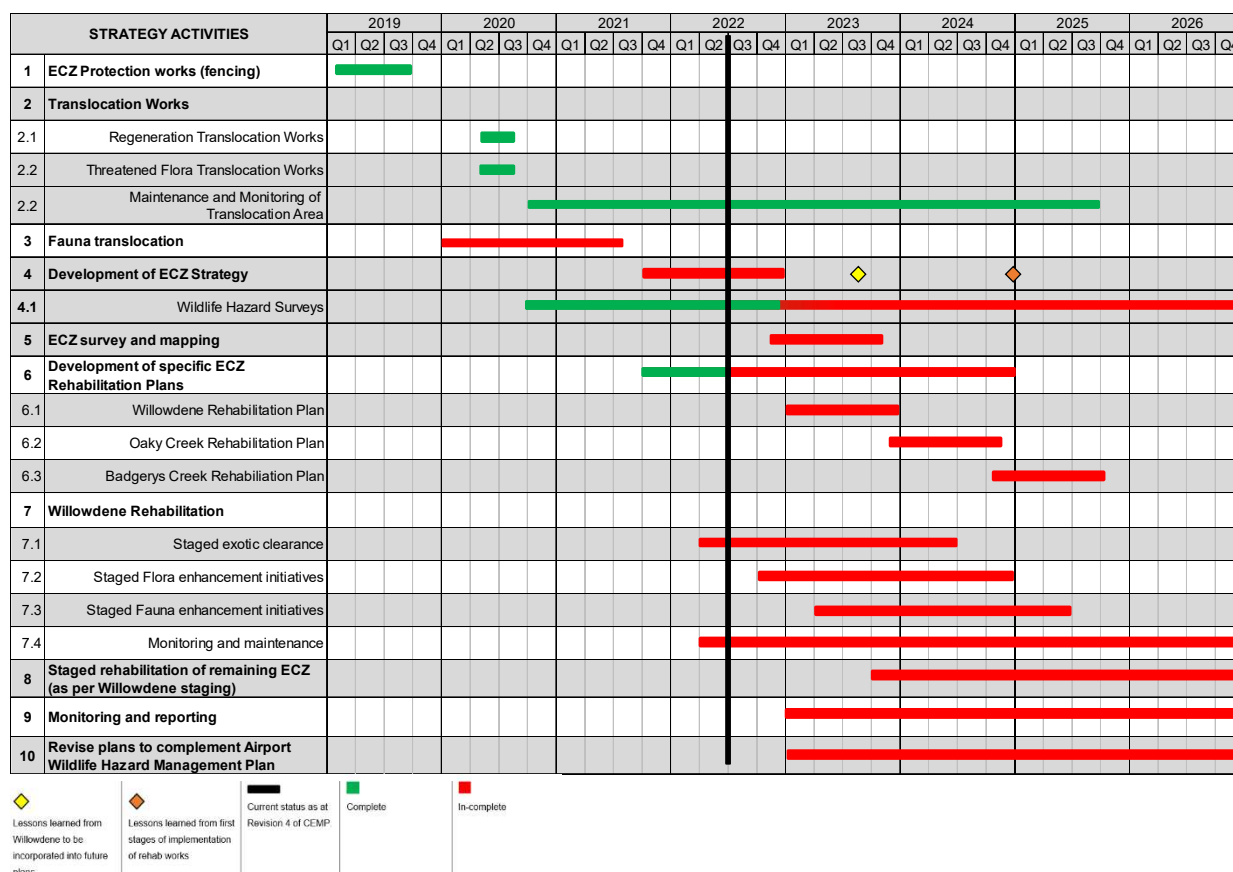 STRATEGY ACTIVITIES
2019 2020 2021 2022 2023 2024 2025 2026
Q1 Q2 Q3 Q4 Q1 Q2 Q3 Q4 Q1 Q2 Q3 Q4 Q1 Q2 Q3 Q4 Q1 Q2 Q3 Q4 Q1 Q2 Q3 Q4 Q1 Q2 Q3 Q4 Q1 Q2 Q3 Q4
1 ECZ Protection works (fencing)
2 Translocation Works
2.1 Regeneration Translocation Works
2.2 Threatened Flora Translocation Works
2.2 Maintenance and Monitoring of
Translocation Area
3 Fauna translocation
4 Development of ECZ Strategy
4.1 Wildlife Hazard Surveys
5 ECZ survey and mapping
6 Development of specific ECZ
Rehabilitation Plans
6.1 Willowdene Rehabilitation Plan
6.2 Oaky Creek Rehabilitation Plan
6.3 Badgerys Creek Rehabiliation Plan
7 Willowdene Rehabilitation
7.1 Staged exotic clearance
7.2 Staged Flora enhancement initiatives
7.3 Staged Fauna enhancement initiatives
7.4 Monitoring and maintenance
8 Staged rehabilitation of remaining ECZ
(as per Willowdene staging)
9 Monitoring and reporting
10 Revise plans to complement Airport
Wildlife Hazard Management Plan
Lessons learned from
Willowdene to be
incorporated into future
plans
Lessons learned from first
stages of implementation
of rehab works
Current status as at
Revision 4 of CEMP.
Complete
In-complete